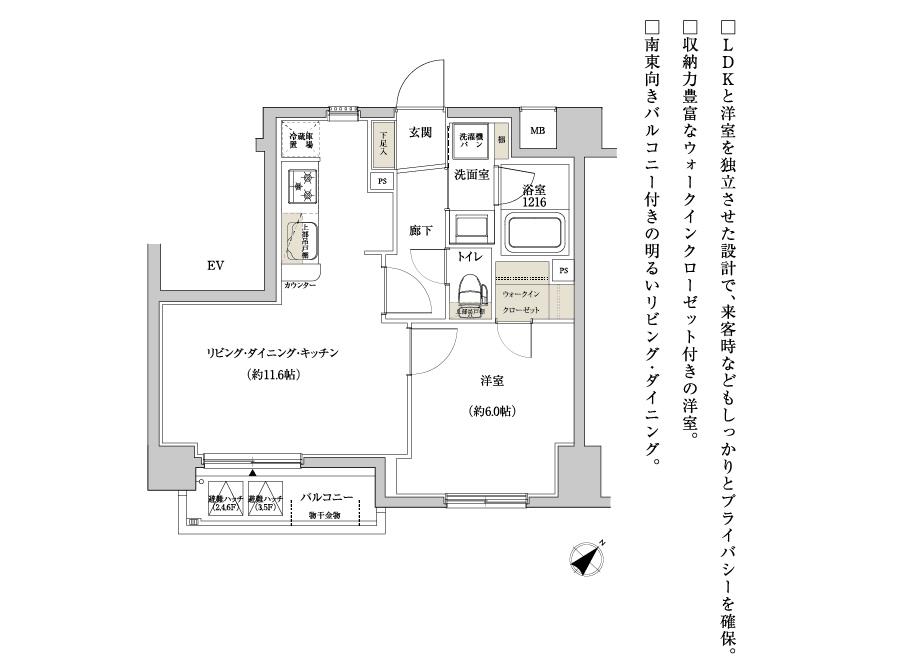 □LDKと洋室を独立させた設計で、来客時などもしっかりとプライバシーを確保。
□収納力豊富なウォークインクローゼット付きの洋室。
□南東向きバルコニー付きの明るいリビング・ダイニング。
冷蔵庫
置場
下足入
玄関
洗濯機
パン
棚
MB
PS
洗面室
浴室
1216
上部吊戸棚
廊下
トイレ
EV
カウンター
PS
ウォークイン
クローゼット
上部吊戸棚
リビング・ダイニング・キッチン
(約11.6帖)
洋室
(約6.0帖)
避難ハッチ
(2,4,6F)
避難ハッチ
(3,5F)
バルコニー
物干金物
N